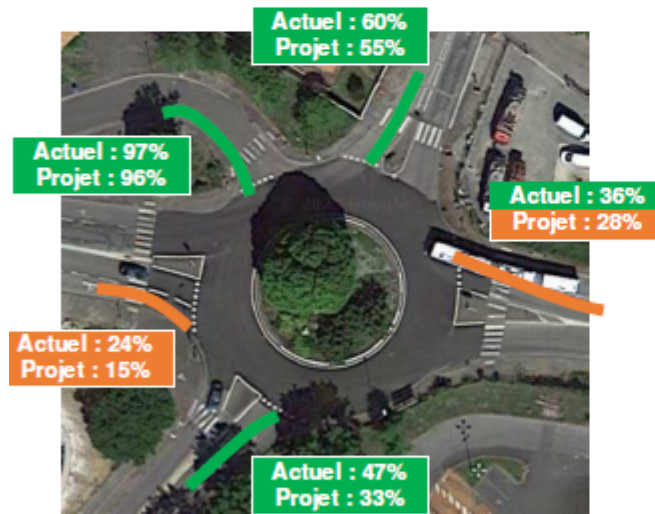 Actuel : 60%
Projet : 55%
Actuel : 97%
Projet : 96%
Actuel : 36%
Projet : 28%
Actuel : 24%
Projet : 15%
Actuel : 47%
Projet : 33%